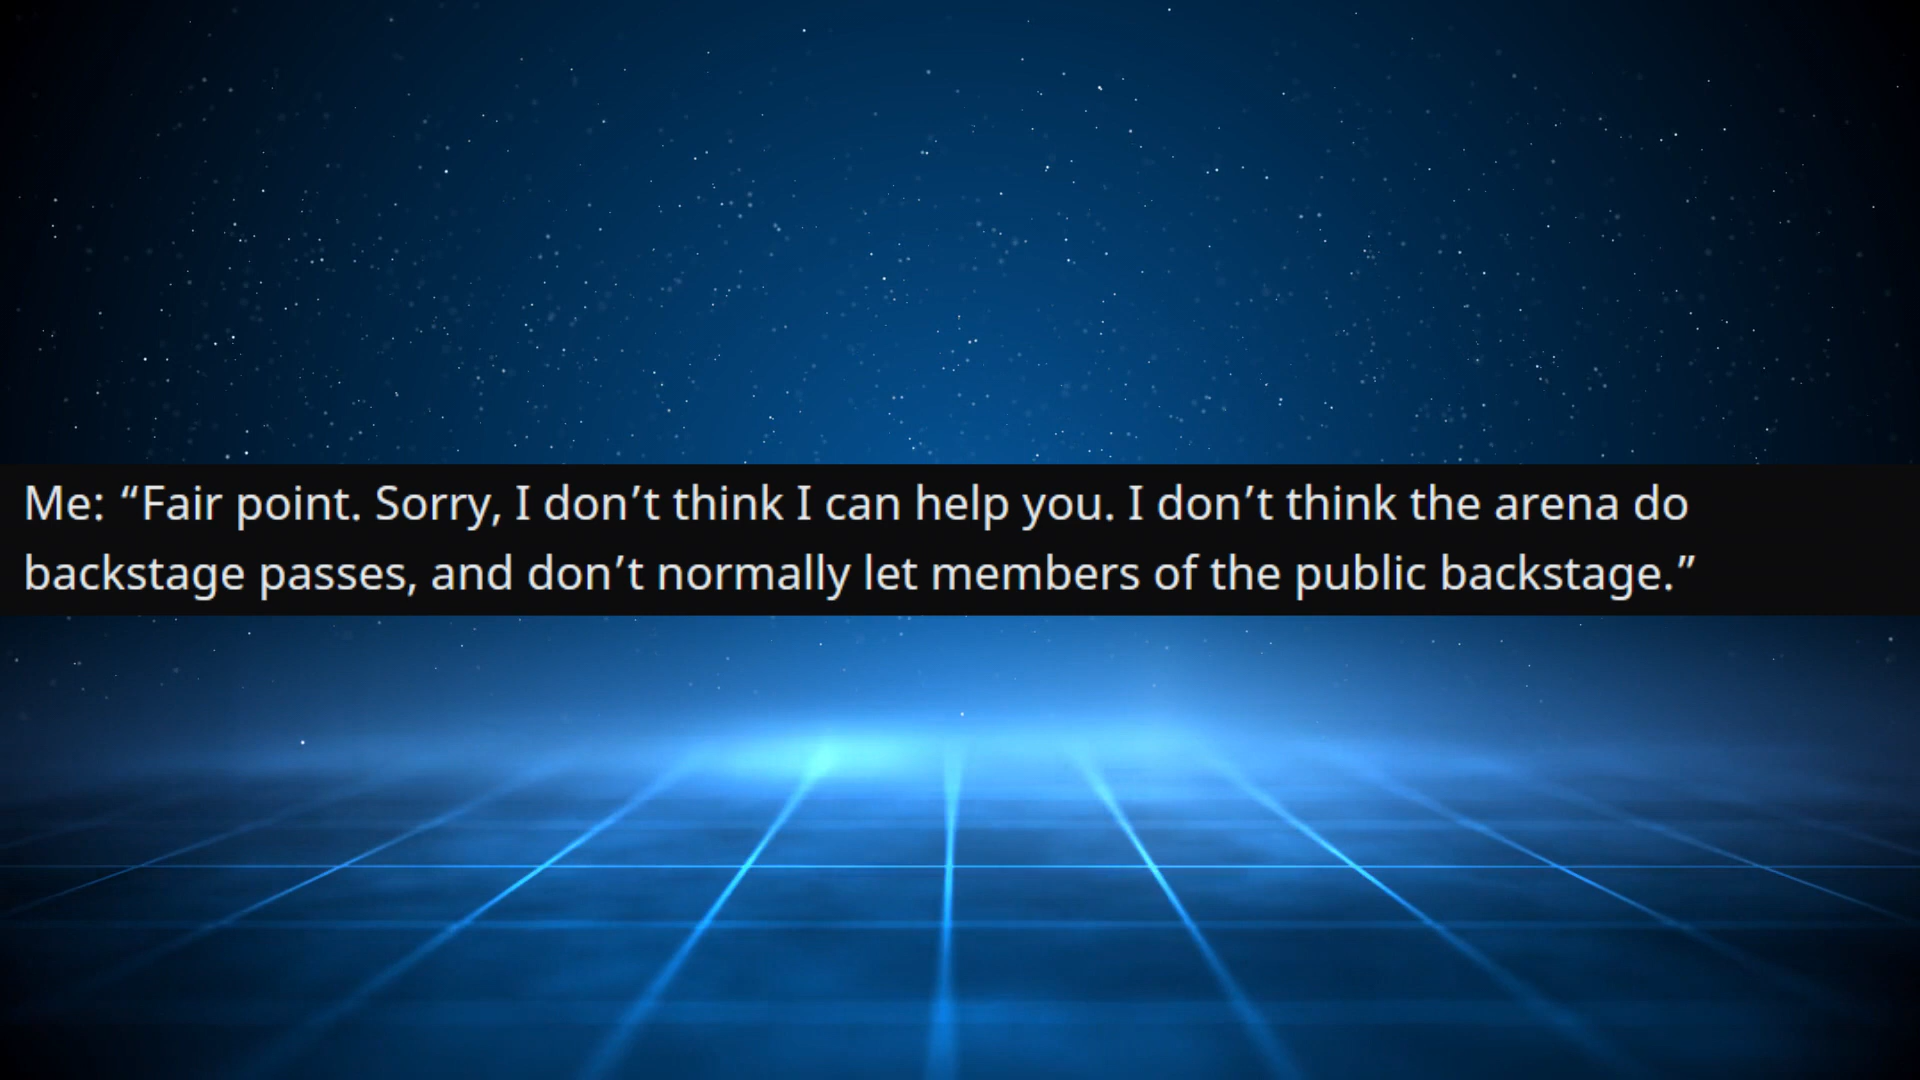 Me: “Fair point. Sorry, I don’t think I can help you. I don’t think the arena do
backstage passes, and don’t normally let members of the public backstage.”